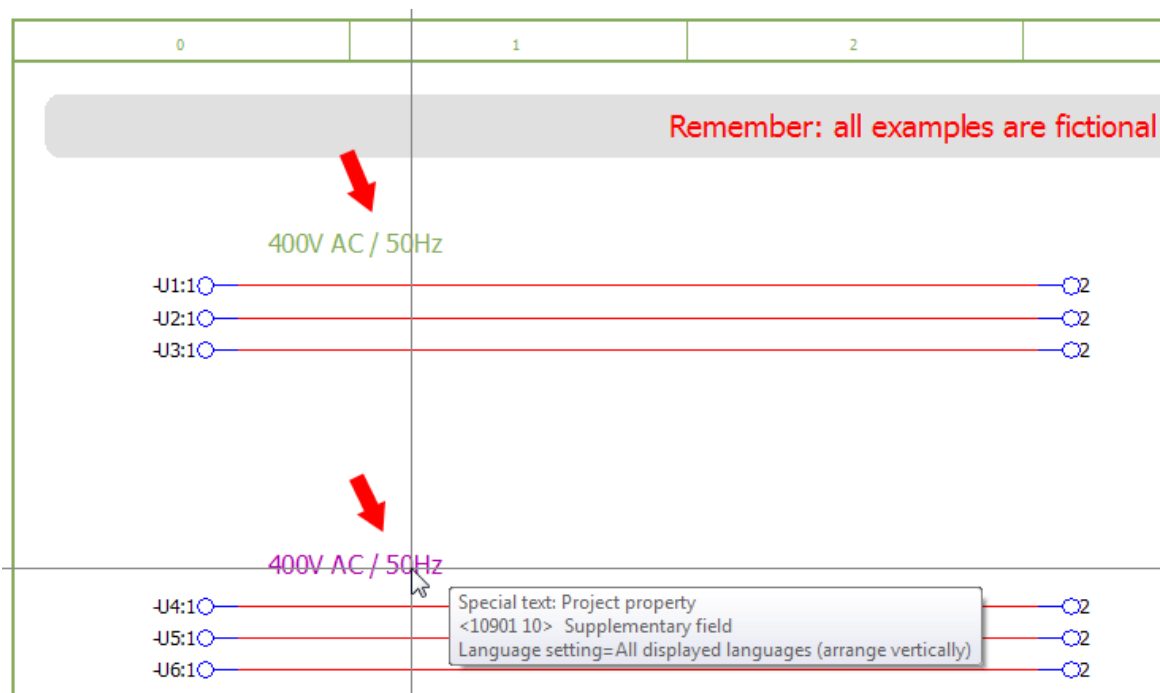 0 1 2
Remember: all examples are fictional
400V AC / 50Hz
-U1:1 2
-U2:1 2
-U3:1 2
400V AC / 50Hz
-U4:1 2
-U5:1 2
-U6:1 2
Special text: Project property
<10901 10> Supplementary field
Language setting=All displayed languages (arrange vertically)